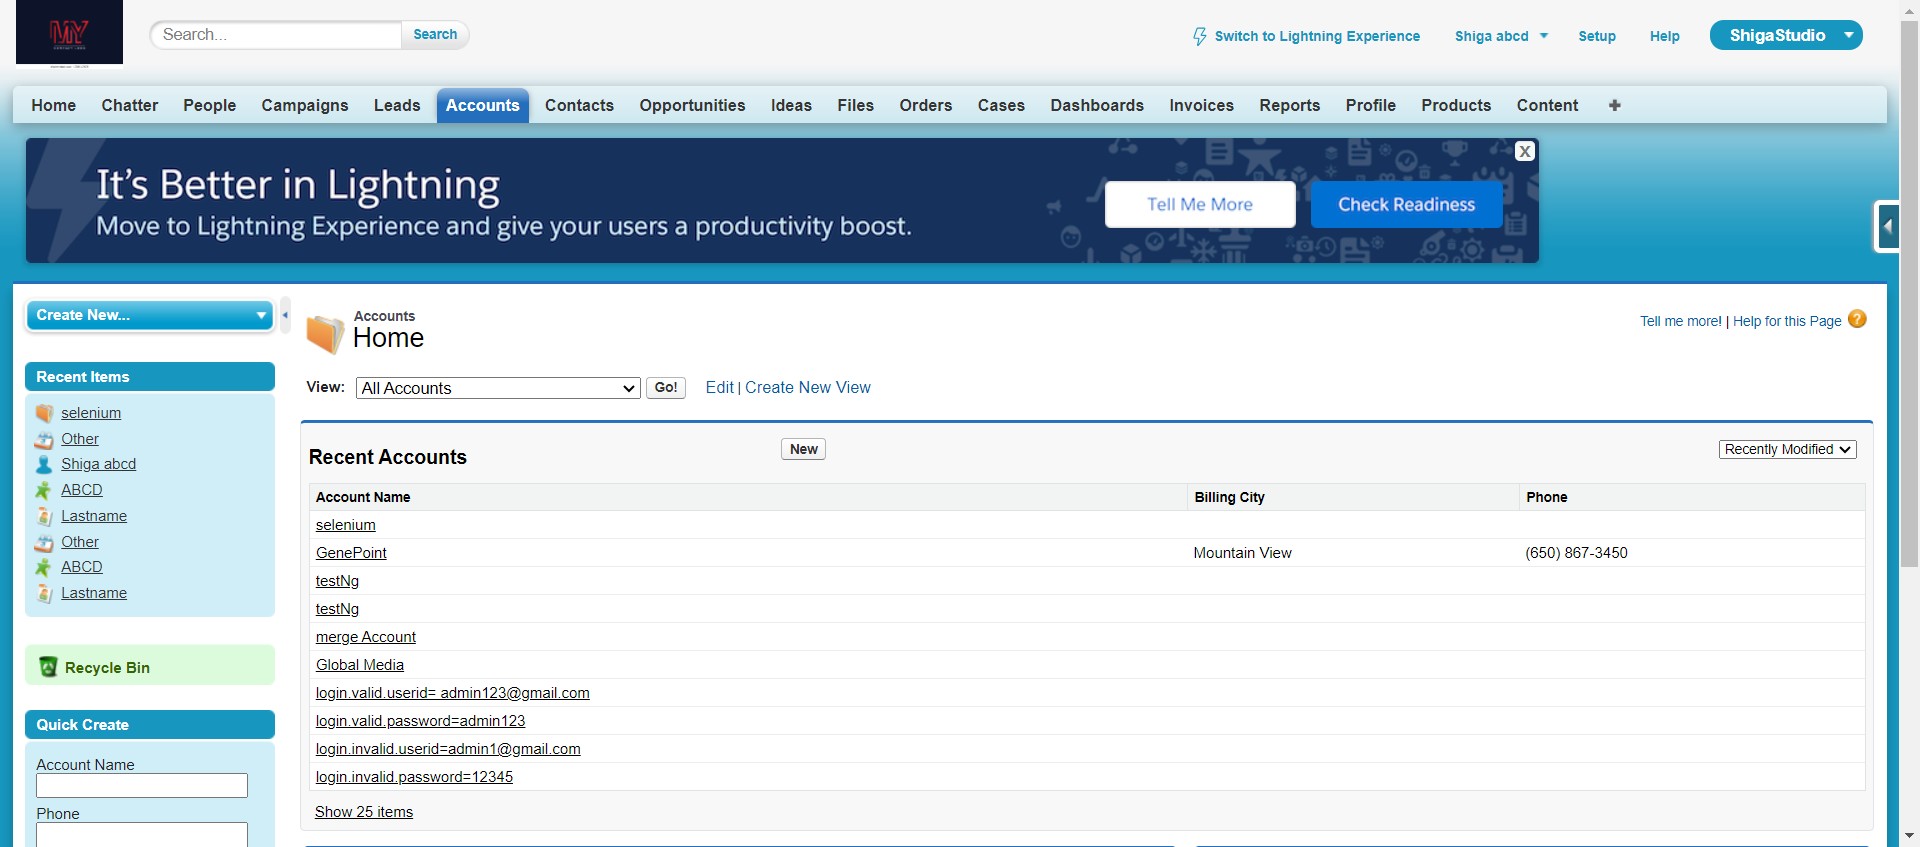 MY
Search...
Search
Switch to Lightning Experience
Shiga abcd
Setup
Help
ShigaStudio
Home Chatter People Campaigns Leads Accounts Contacts Opportunities Ideas Files Orders Cases Dashboards Invoices Reports Profile Products Content +
It's Better in Lightning
Move to Lightning Experience and give your users a productivity boost.
Tell Me More
Check Readiness
X
Create New...
Accounts
Home
Tell me more! | Help for this Page ?
View: All Accounts Go! Edit | Create New View
Recent Items
selenium
Other
Shiga abcd
ABCD
Lastname
Other
ABCD
Lastname
Recycle Bin
Quick Create
Account Name
Phone
Recent Accounts
New
Recently Modified
Account Name Billing City Phone
selenium
GenePoint Mountain View (650) 867-3450
testNg
testNg
merge Account
Global Media
login.valid.userid= admin123@gmail.com
login.valid.password=admin123
login.invalid.userid=admin1@gmail.com
login.invalid.password=12345
Show 25 items